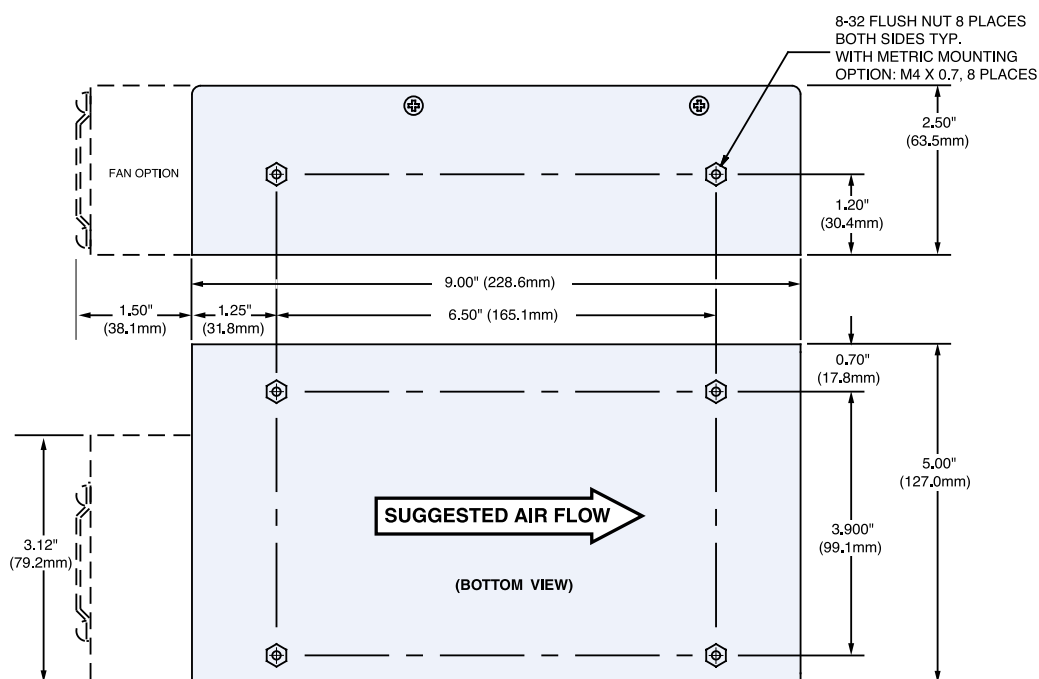 8-32 FLUSH NUT 8 PLACES
BOTH SIDES TYP.
WITH METRIC MOUNTING
OPTION: M4 X 0.7, 8 PLACES
2.50"
(63.5mm)
FAN OPTION
1.20"
(30.4mm)
9.00" (228.6mm)
1.50"
(38.1mm)
1.25"
(31.8mm)
6.50" (165.1mm)
0.70"
(17.8mm)
5.00"
(127.0mm)
SUGGESTED AIR FLOW
3.12"
(79.2mm)
3.900"
(99.1mm)
(BOTTOM VIEW)